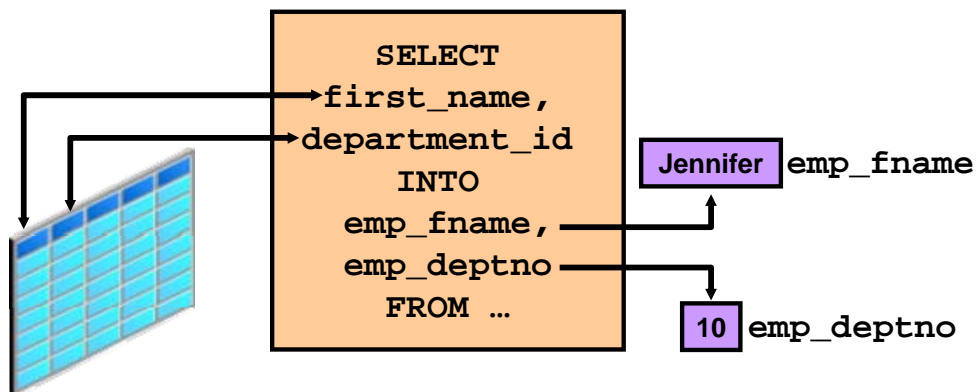 SELECT
first_name,
department_id
INTO
emp_fname,
emp_deptno
FROM …
Jennifer emp_fname
10 emp_deptno